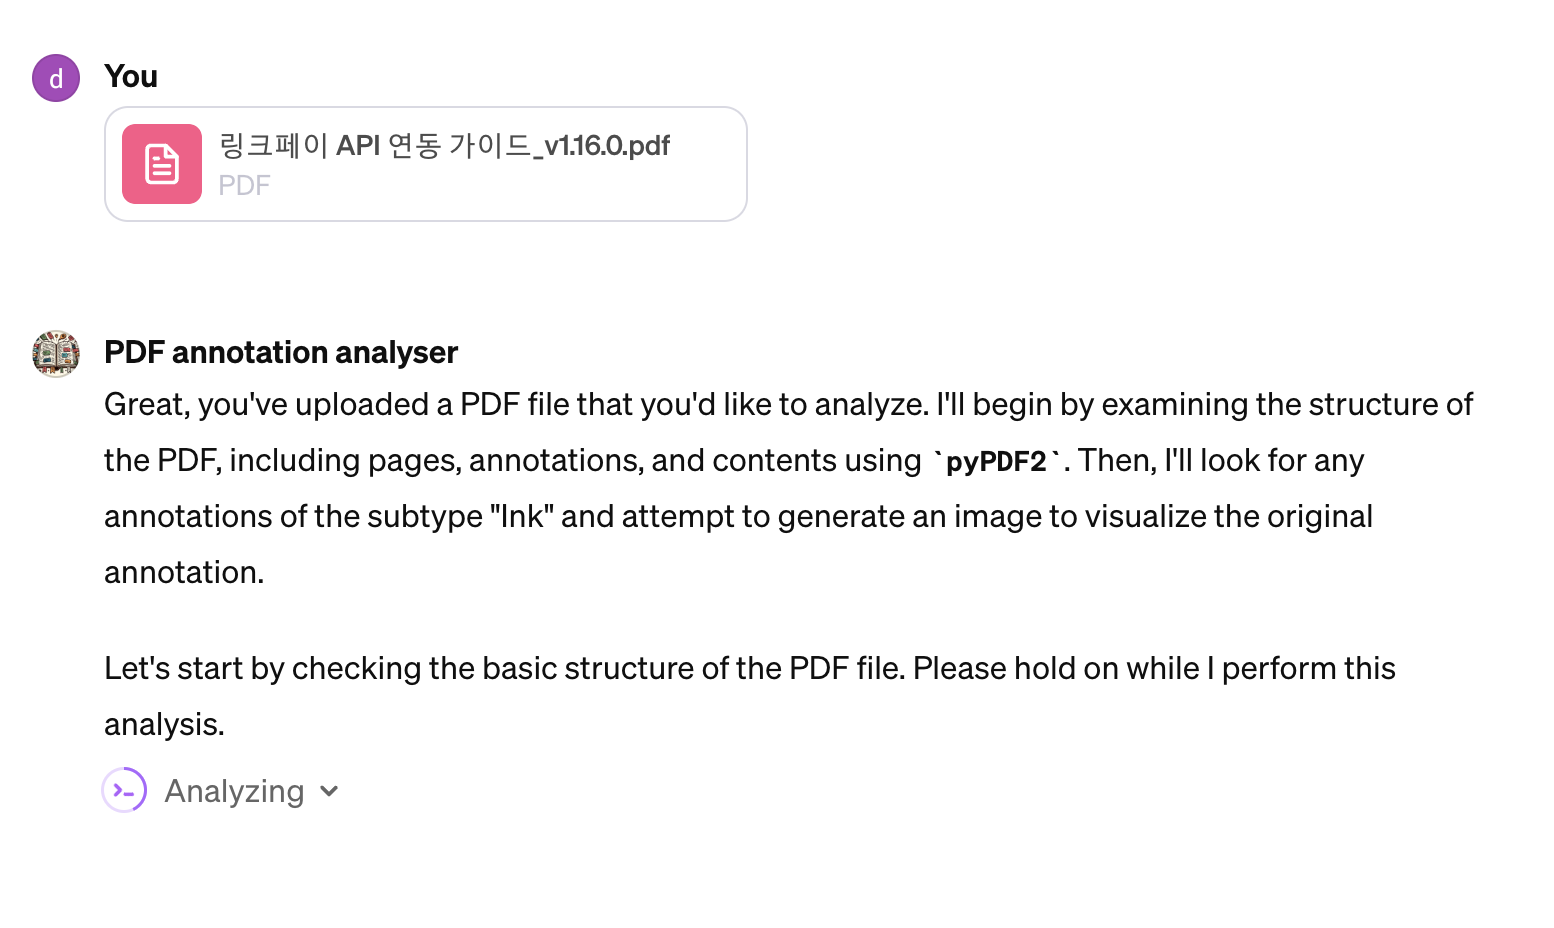 d
You
링크페이 API 연동 가이드_v1.16.0.pdf
PDF
PDF annotation analyser
Great, you've uploaded a PDF file that you'd like to analyze. I'll begin by examining the structure of
the PDF, including pages, annotations, and contents using `pyPDF2`. Then, I'll look for any
annotations of the subtype "Ink" and attempt to generate an image to visualize the original
annotation.
Let's start by checking the basic structure of the PDF file. Please hold on while I perform this
analysis.
Analyzing